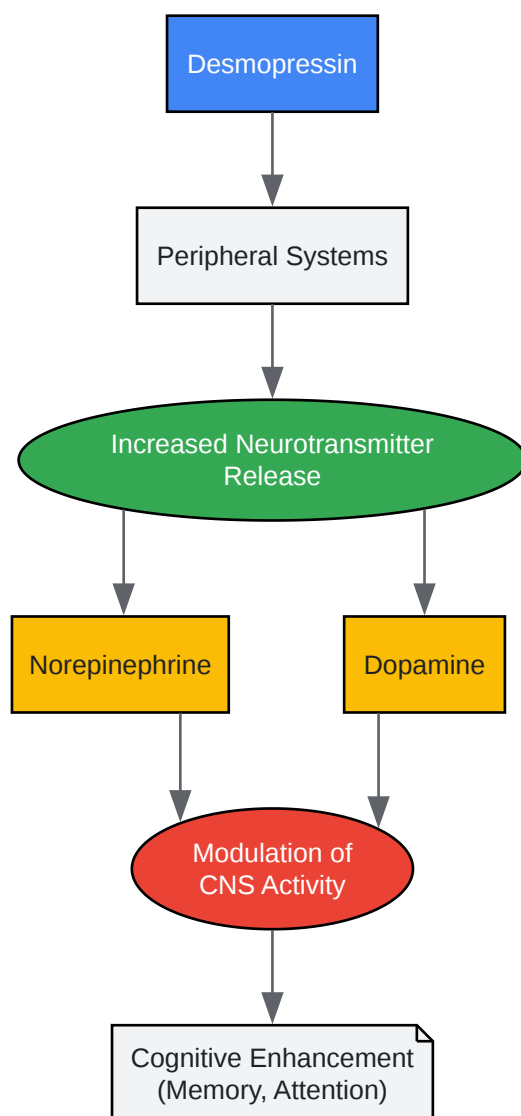 Desmopressin
Peripheral Systems
Increased Neurotransmitter
Release
Norepinephrine
Dopamine
Modulation of
CNS Activity
Cognitive Enhancement
(Memory, Attention)